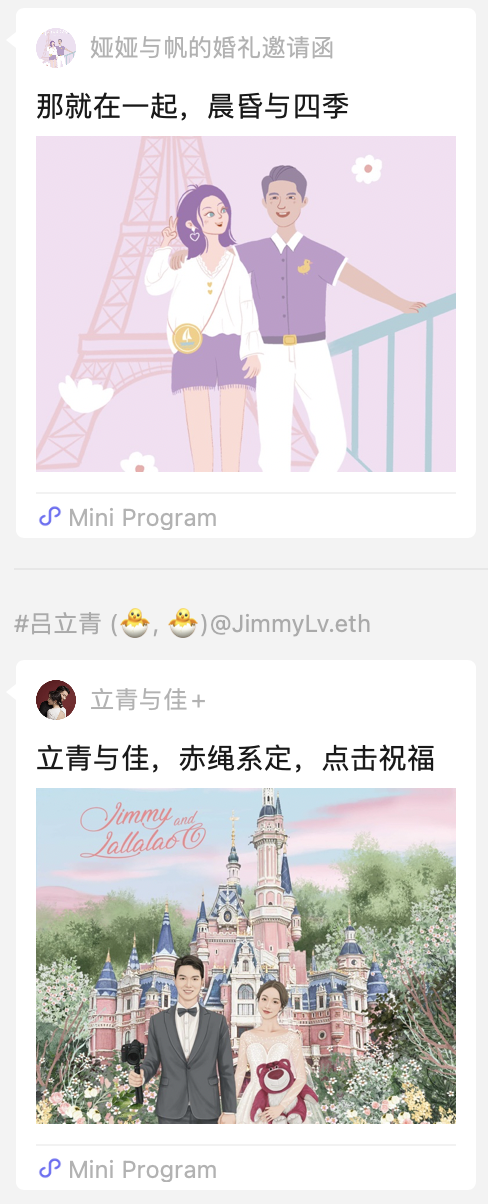 娅娅与帆的婚礼邀请函
那就在一起，晨昏与四季
Mini Program
#吕立青 (🐣, 🐣)@JimmyLv.eth
立青与佳+
立青与佳，赤绳系定，点击祝福
Jimmy and
Lallalao
Mini Program